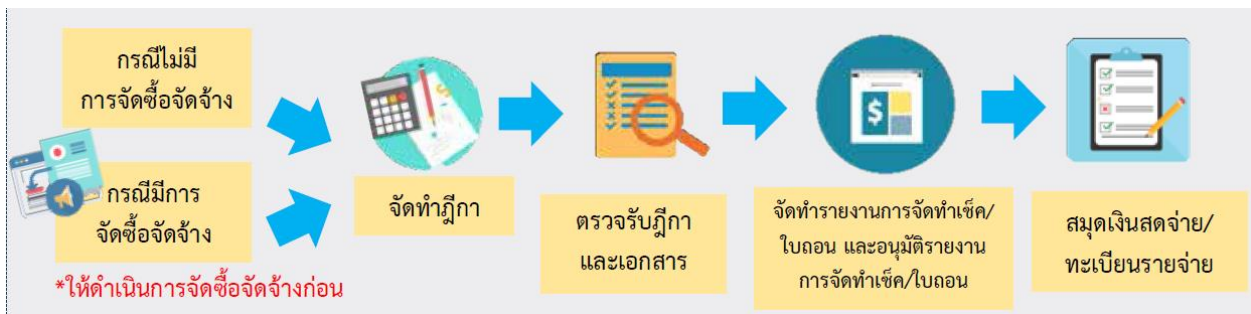 กรณีไม่มี
การจัดซื้อจัดจ้าง
กรณีมีการ
จัดซื้อจัดจ้าง
*ให้ดำเนินการจัดซื้อจัดจ้างก่อน
จัดทำฎีกา
ตรวจรับฎีกา
และเอกสาร
จัดทำรายงานการจัดทำเช็ค/
ใบถอน และอนุมัติรายงาน
การจัดทำเช็ค/ใบถอน
สมุดเงินสดจ่าย/
ทะเบียนรายจ่าย